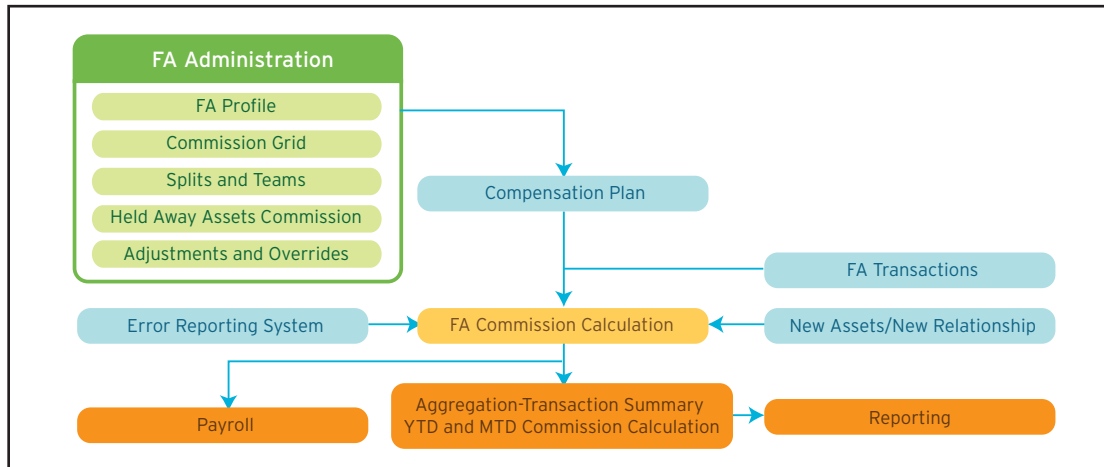 FA Administration
FA Profile
Commission Grid
Splits and Teams
Held Away Assets Commission
Adjustments and Overrides
Compensation Plan
FA Transactions
Error Reporting System
FA Commission Calculation
New Assets/New Relationship
Payroll
Aggregation-Transaction Summary
YTD and MTD Commission Calculation
Reporting